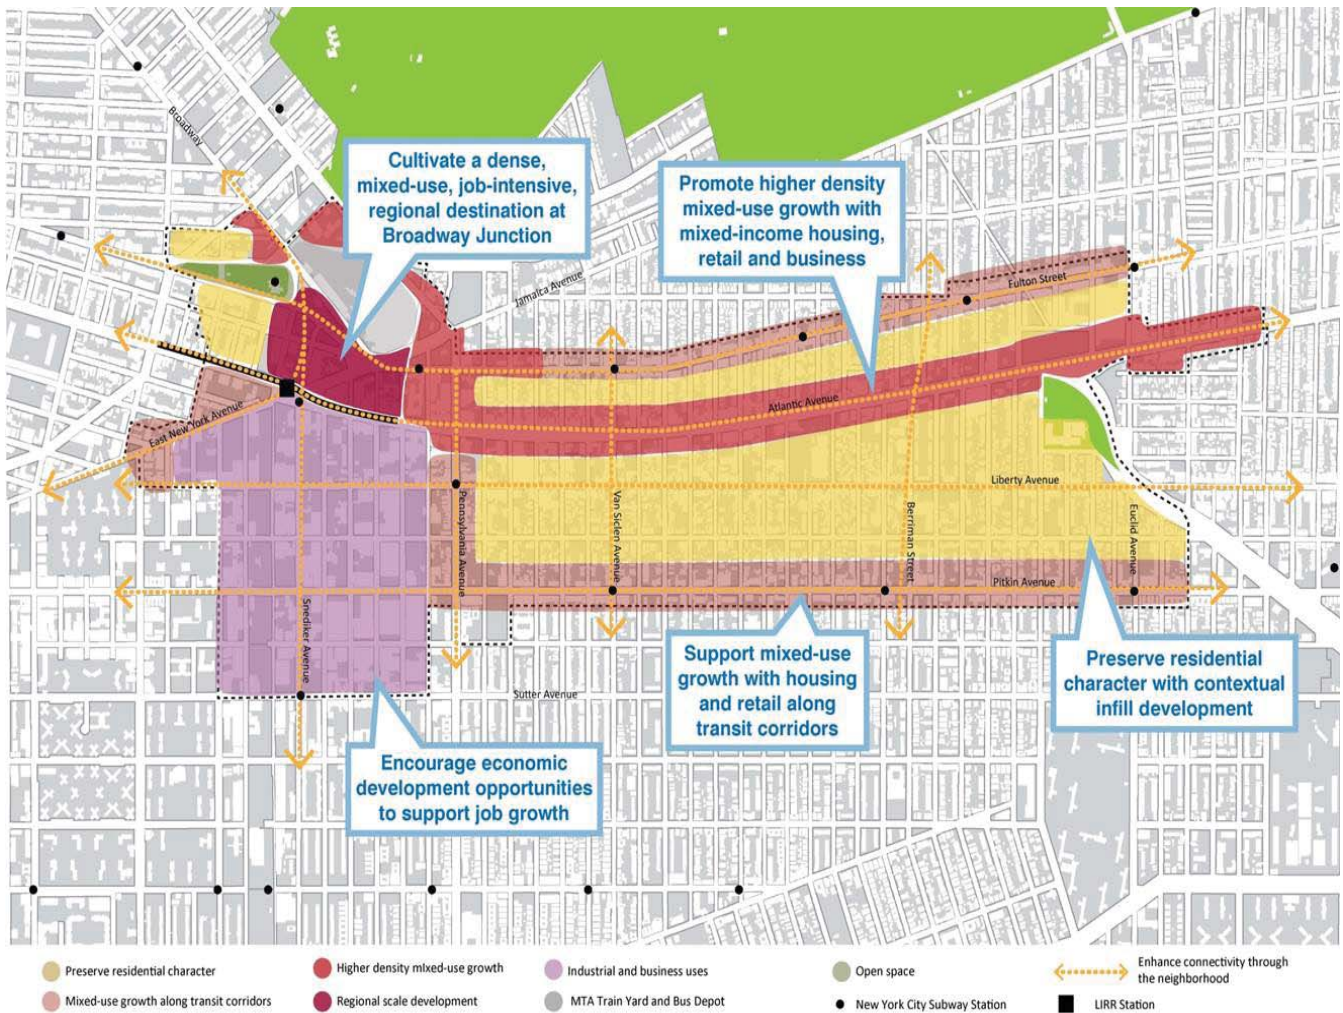 Broadway
Cultivate a dense,
mixed-use, job-intensive,
regional destination at
Broadway Junction
Promote higher density
mixed-use growth with
mixed-income housing,
retail and business
Jamaica Avenue
Fulton Street
Atlantic Avenue
East New York Avenue
Liberty Avenue
Pennsylvania Avenue
Van Siclen Avenue
Berriman Street
Euclid Avenue
Pitkin Avenue
Snediker Avenue
Sutter Avenue
Support mixed-use
growth with housing
and retail along
transit corridors
Preserve residential
character with contextual
infill development
Encourage economic
development opportunities
to support job growth
Preserve residential character
Higher density mIxed-use growth
Industrial and business uses
Open space
Enhance connectivity through
the neighborhood
Mixed-use growth along transit corridors
Regional scale development
MTA Train Yard and Bus Depot
New York City Subway Station
LIRR Station